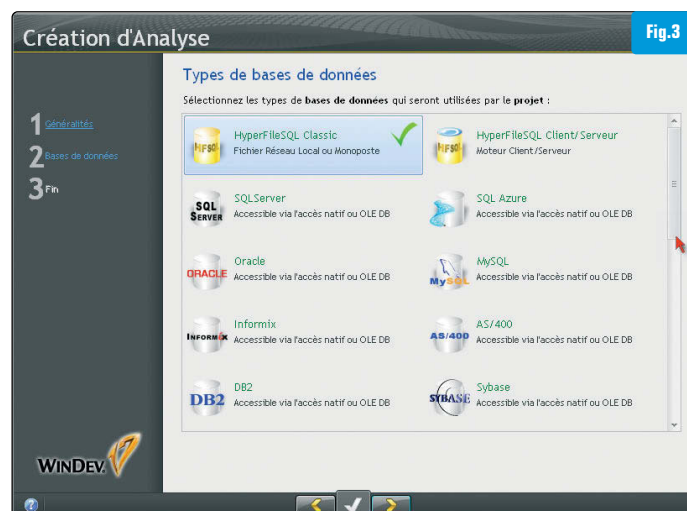 Création d'Analyse
Fig.3
1 Généralités
2 Bases de données
3 Fin
Types de bases de données
Sélectionnez les types de bases de données qui seront utilisées par le projet :
HFSQL
HyperFileSQL Classic
Fichier Réseau Local ou Monoposte
HFSQL
HyperFileSQL Client/Serveur
Moteur Client/Serveur
SQL SERVER
SQLServer
Accessible via l'accès natif ou OLE DB
SQL Azure
Accessible via l'accès natif ou OLE DB
ORACLE
Oracle
Accessible via l'accès natif ou OLE DB
MySQL
MySQL
Accessible via l'accès natif ou OLE DB
INFORMIX
Informix
Accessible via l'accès natif ou OLE DB
AS/400
AS/400
Accessible via l'accès natif ou OLE DB
DB2
DB2
Accessible via l'accès natif ou OLE DB
SYBASE
Sybase
Accessible via l'accès natif ou OLE DB
WINDEV
?